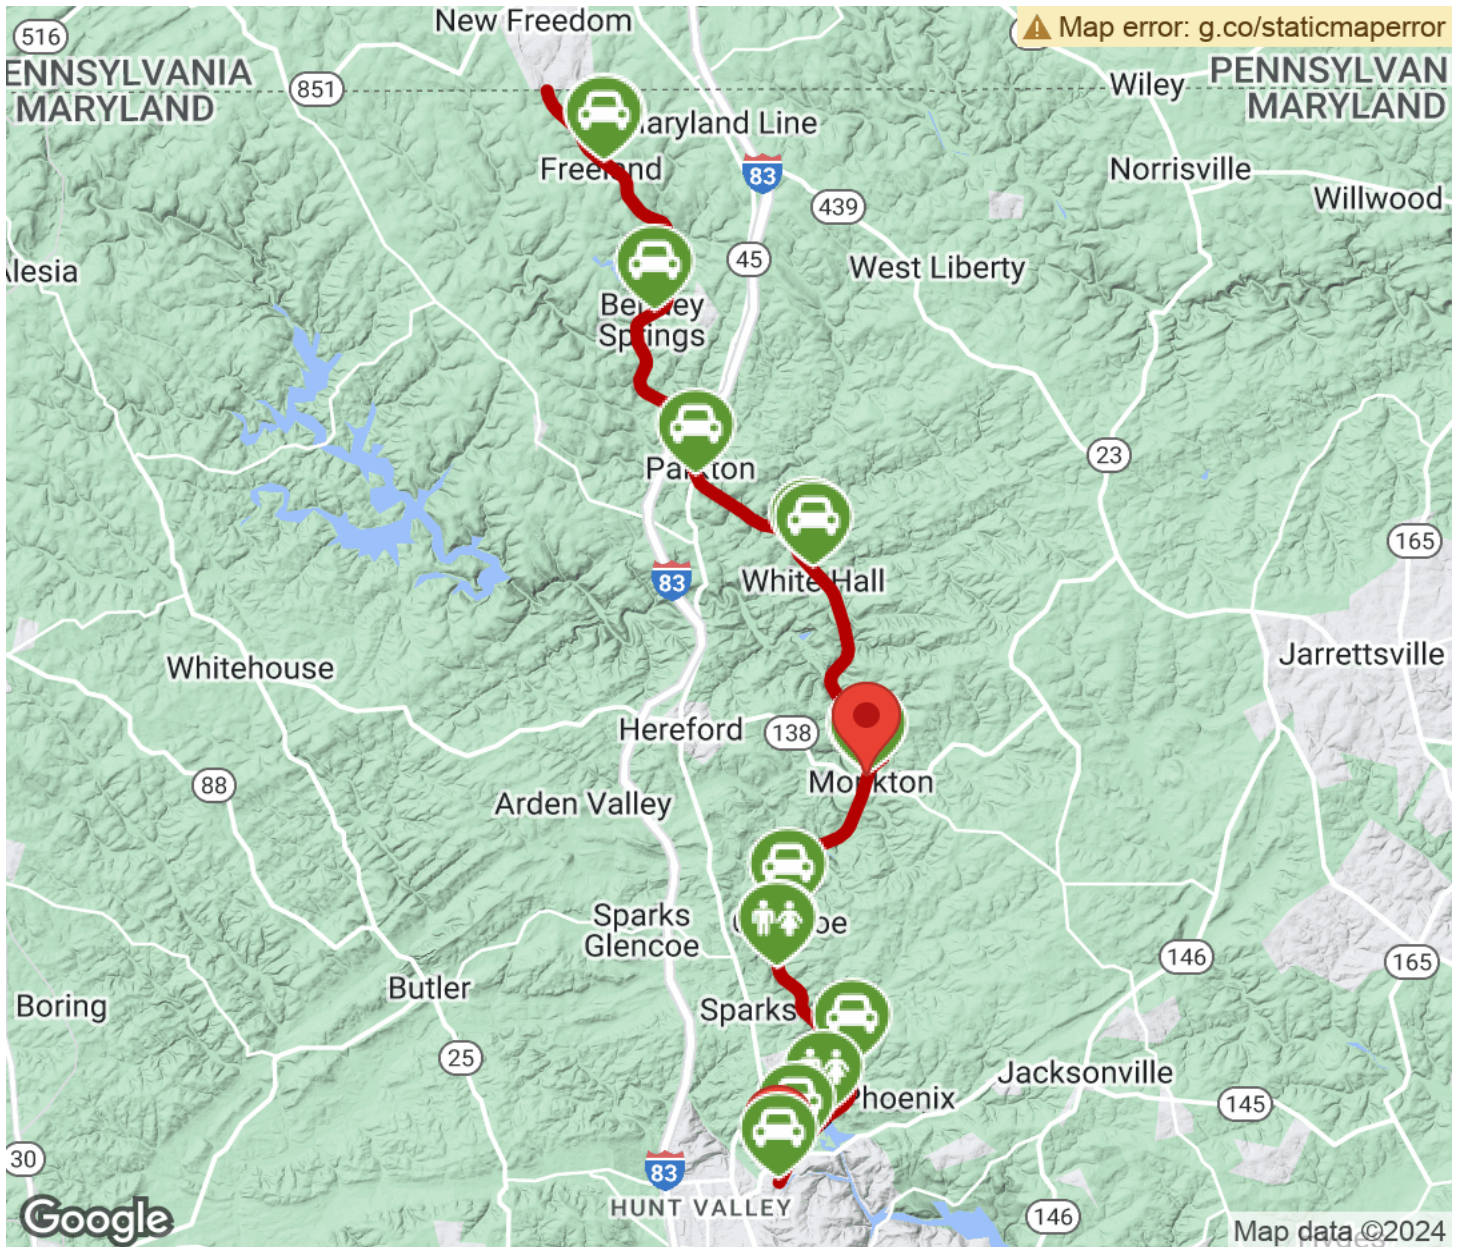 New Freedom
516
Map error: g.co/staticmaperror
ENNSYLVANIA
MARYLAND
851
Wiley
PENNSYLVAN
MARYLAND
aryland Line
Norrisville
83
Willwood
439
45
West Liberty
lesia
Springs
23
165
White Hall
83
Jarrettsville
Whitehouse
Hereford
138
88
Arden Valley
Sparks
Glencoe
146
165
Butler
Boring
Sparks
25
Jacksonville
hoenix
145
30
83
HUNT VALLEY
146
Google
Map data ©2024